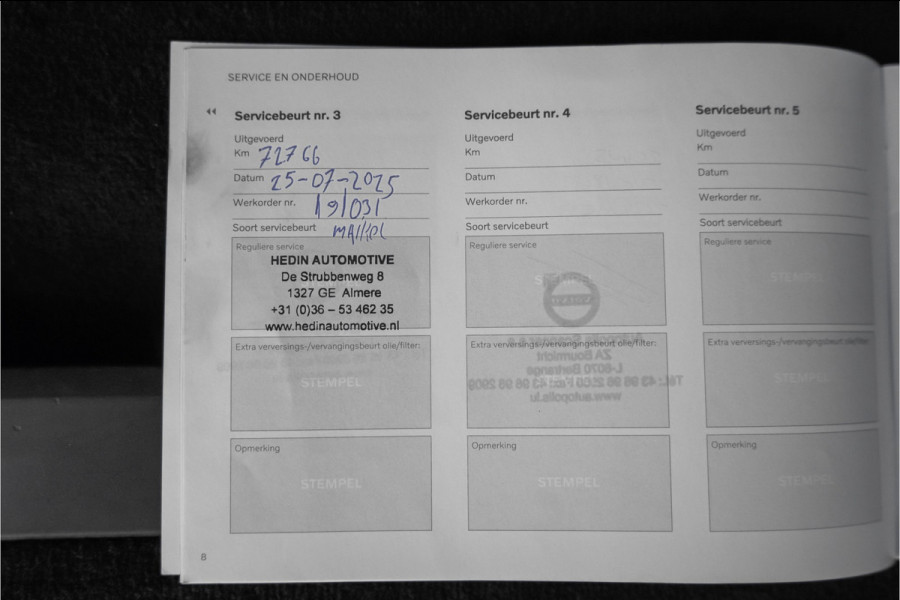 SERVICE EN ONDERHOUD
Servicebeurt nr. 3
Uitgevoerd
Km 72766
Datum 25-07-2025
Werkorder nr. 191031
Soort servicebeurt
Reguliere service
HEDIN AUTOMOTIVE
De Strubbenweg 8
1327 GE Almere
+31 (0)36 – 53 462 35
www.hedinautomotive.nl
Extra verversings-/vervangingsbeurt olie/filter:
STEMPEL
Opmerking
STEMPEL
Servicebeurt nr. 4
Uitgevoerd
Km
Datum
Werkorder nr.
Soort servicebeurt
Reguliere service
STEMPEL
Extra verversings-/vervangingsbeurt olie/filter:
Opmerking
STEMPEL
Servicebeurt nr. 5
Uitgevoerd
Km
Datum
Werkorder nr.
Soort servicebeurt
Reguliere service
STEMPEL
Extra verversings-/vervangingsbeurt olie/filter:
STEMPEL
Opmerking
STEMPEL
8